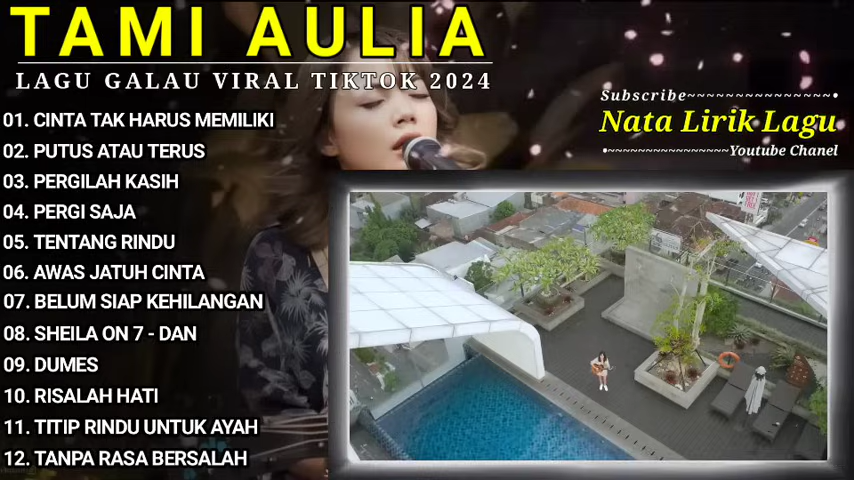 TAMI AULIA
LAGU GALAU VIRAL TIKTOK 2024
Subscribe~~~~~~~~~~~~~~~•
Nata Lirik Lagu
•~~~~~~~~~~~~~~~~Youtube Chanel
01. CINTA TAK HARUS MEMILIKI
02. PUTUS ATAU TERUS
03. PERGILAH KASIH
04. PERGI SAJA
05. TENTANG RINDU
06. AWAS JATUH CINTA
07. BELUM SIAP KEHILANGAN
08. SHEILA ON 7 - DAN
09. DUMES
10. RISALAH HATI
11. TITIP RINDU UNTUK AYAH
12. TANPA RASA BERSALAH